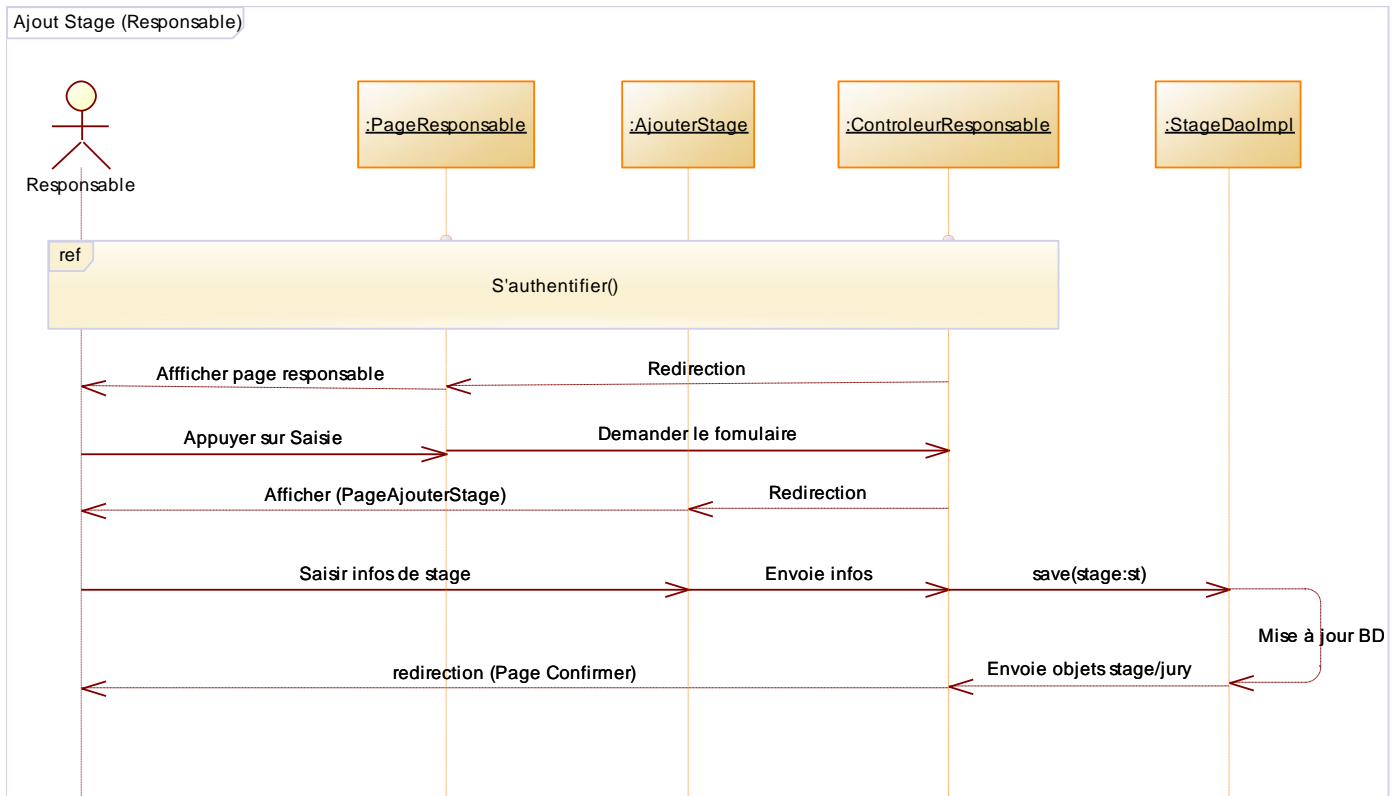 Ajout Stage (Responsable)
:PageResponsable
:AjouterStage
:ControleurResponsable
:StageDaoImpl
Responsable
ref
S'authentifier()
Affficher page responsable
Redirection
Appuyer sur Saisie
Demander le fomulaire
Afficher (PageAjouterStage)
Redirection
Saisir infos de stage
Envoie infos
save(stage:st)
Mise à jour BD
redirection (Page Confirmer)
Envoie objets stage/jury